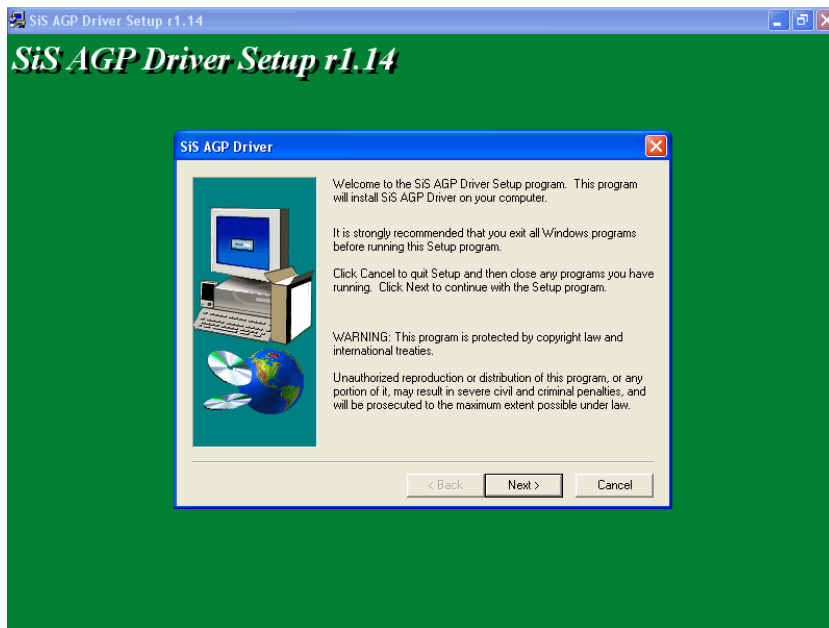 SiS AGP Driver Setup r1.14
SiS AGP Driver Setup r1.14
SiS AGP Driver
Welcome to the SiS AGP Driver Setup program.  This program
will install SiS AGP Driver on your computer.
It is strongly recommended that you exit all Windows programs
before running this Setup program.
Click Cancel to quit Setup and then close any programs you have
running.  Click Next to continue with the Setup program.
WARNING: This program is protected by copyright law and
international treaties.
Unauthorized reproduction or distribution of this program, or any
portion of it, may result in severe civil and criminal penalties, and
will be prosecuted to the maximum extent possible under law.
< Back Next > Cancel